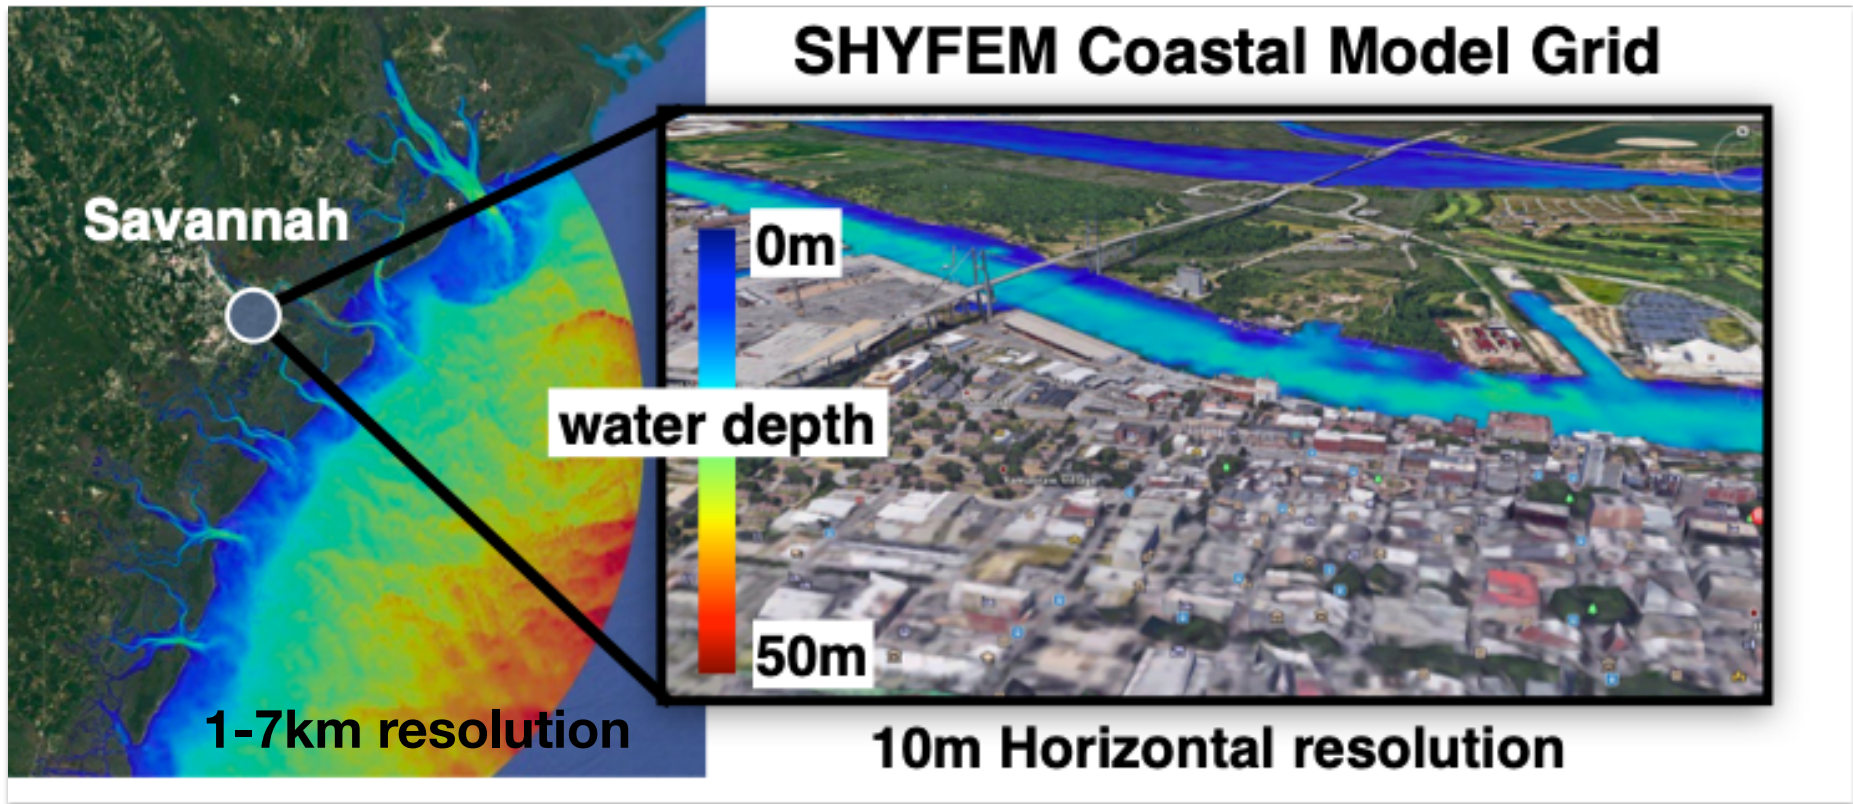 SHYFEM Coastal Model Grid
Savannah
0m
water depth
50m
1-7km resolution
10m Horizontal resolution